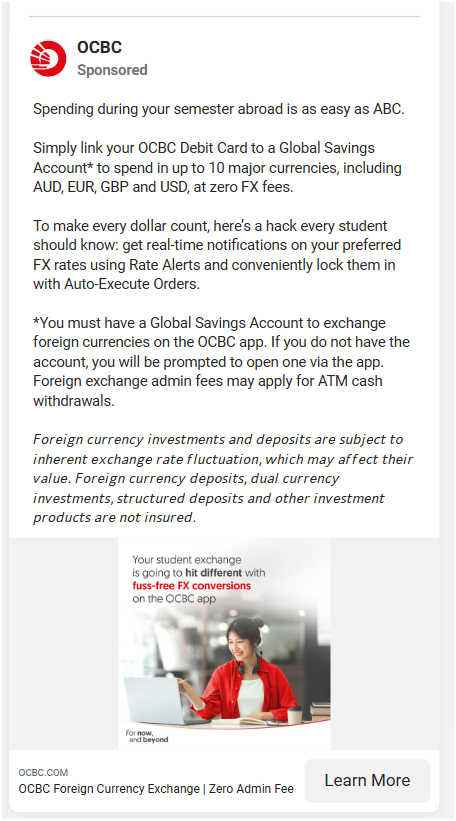 OCBC
Sponsored
Spending during your semester abroad is as easy as ABC.
Simply link your OCBC Debit Card to a Global Savings
Account* to spend in up to 10 major currencies, including
AUD, EUR, GBP and USD, at zero FX fees.
To make every dollar count, here’s a hack every student
should know: get real-time notifications on your preferred
FX rates using Rate Alerts and conveniently lock them in
with Auto-Execute Orders.
*You must have a Global Savings Account to exchange
foreign currencies on the OCBC app. If you do not have the
account, you will be prompted to open one via the app.
Foreign exchange admin fees may apply for ATM cash
withdrawals.
Foreign currency investments and deposits are subject to
inherent exchange rate fluctuation, which may affect their
value. Foreign currency deposits, dual currency
investments, structured deposits and other investment
products are not insured.
Your student exchange
is going to hit different with
fuss-free FX conversions
on the OCBC app
For now,
and beyond
OCBC.COM
OCBC Foreign Currency Exchange | Zero Admin Fee
Learn More